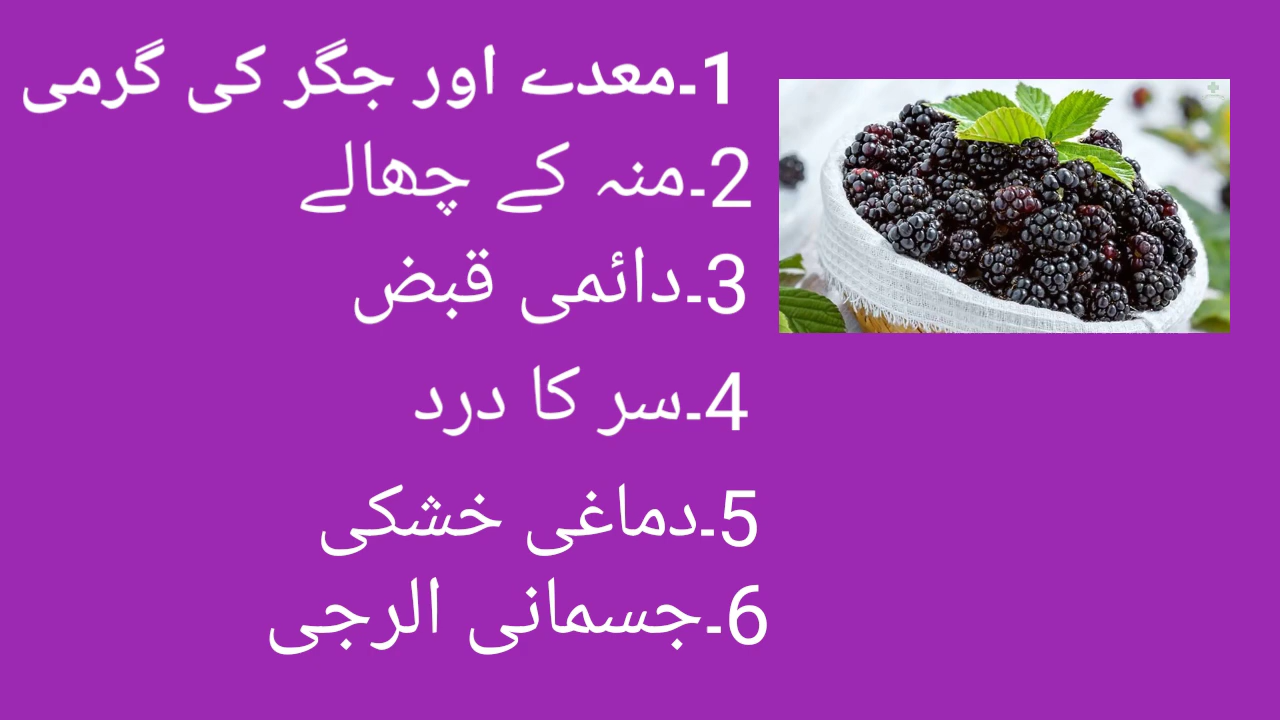 1۔معدے اور جگر کی گرمی
2۔منہ کے چھالے
3۔دائمی قبض
4۔سر کا درد
5۔دماغی خشکی
6۔جسمانی الرجی